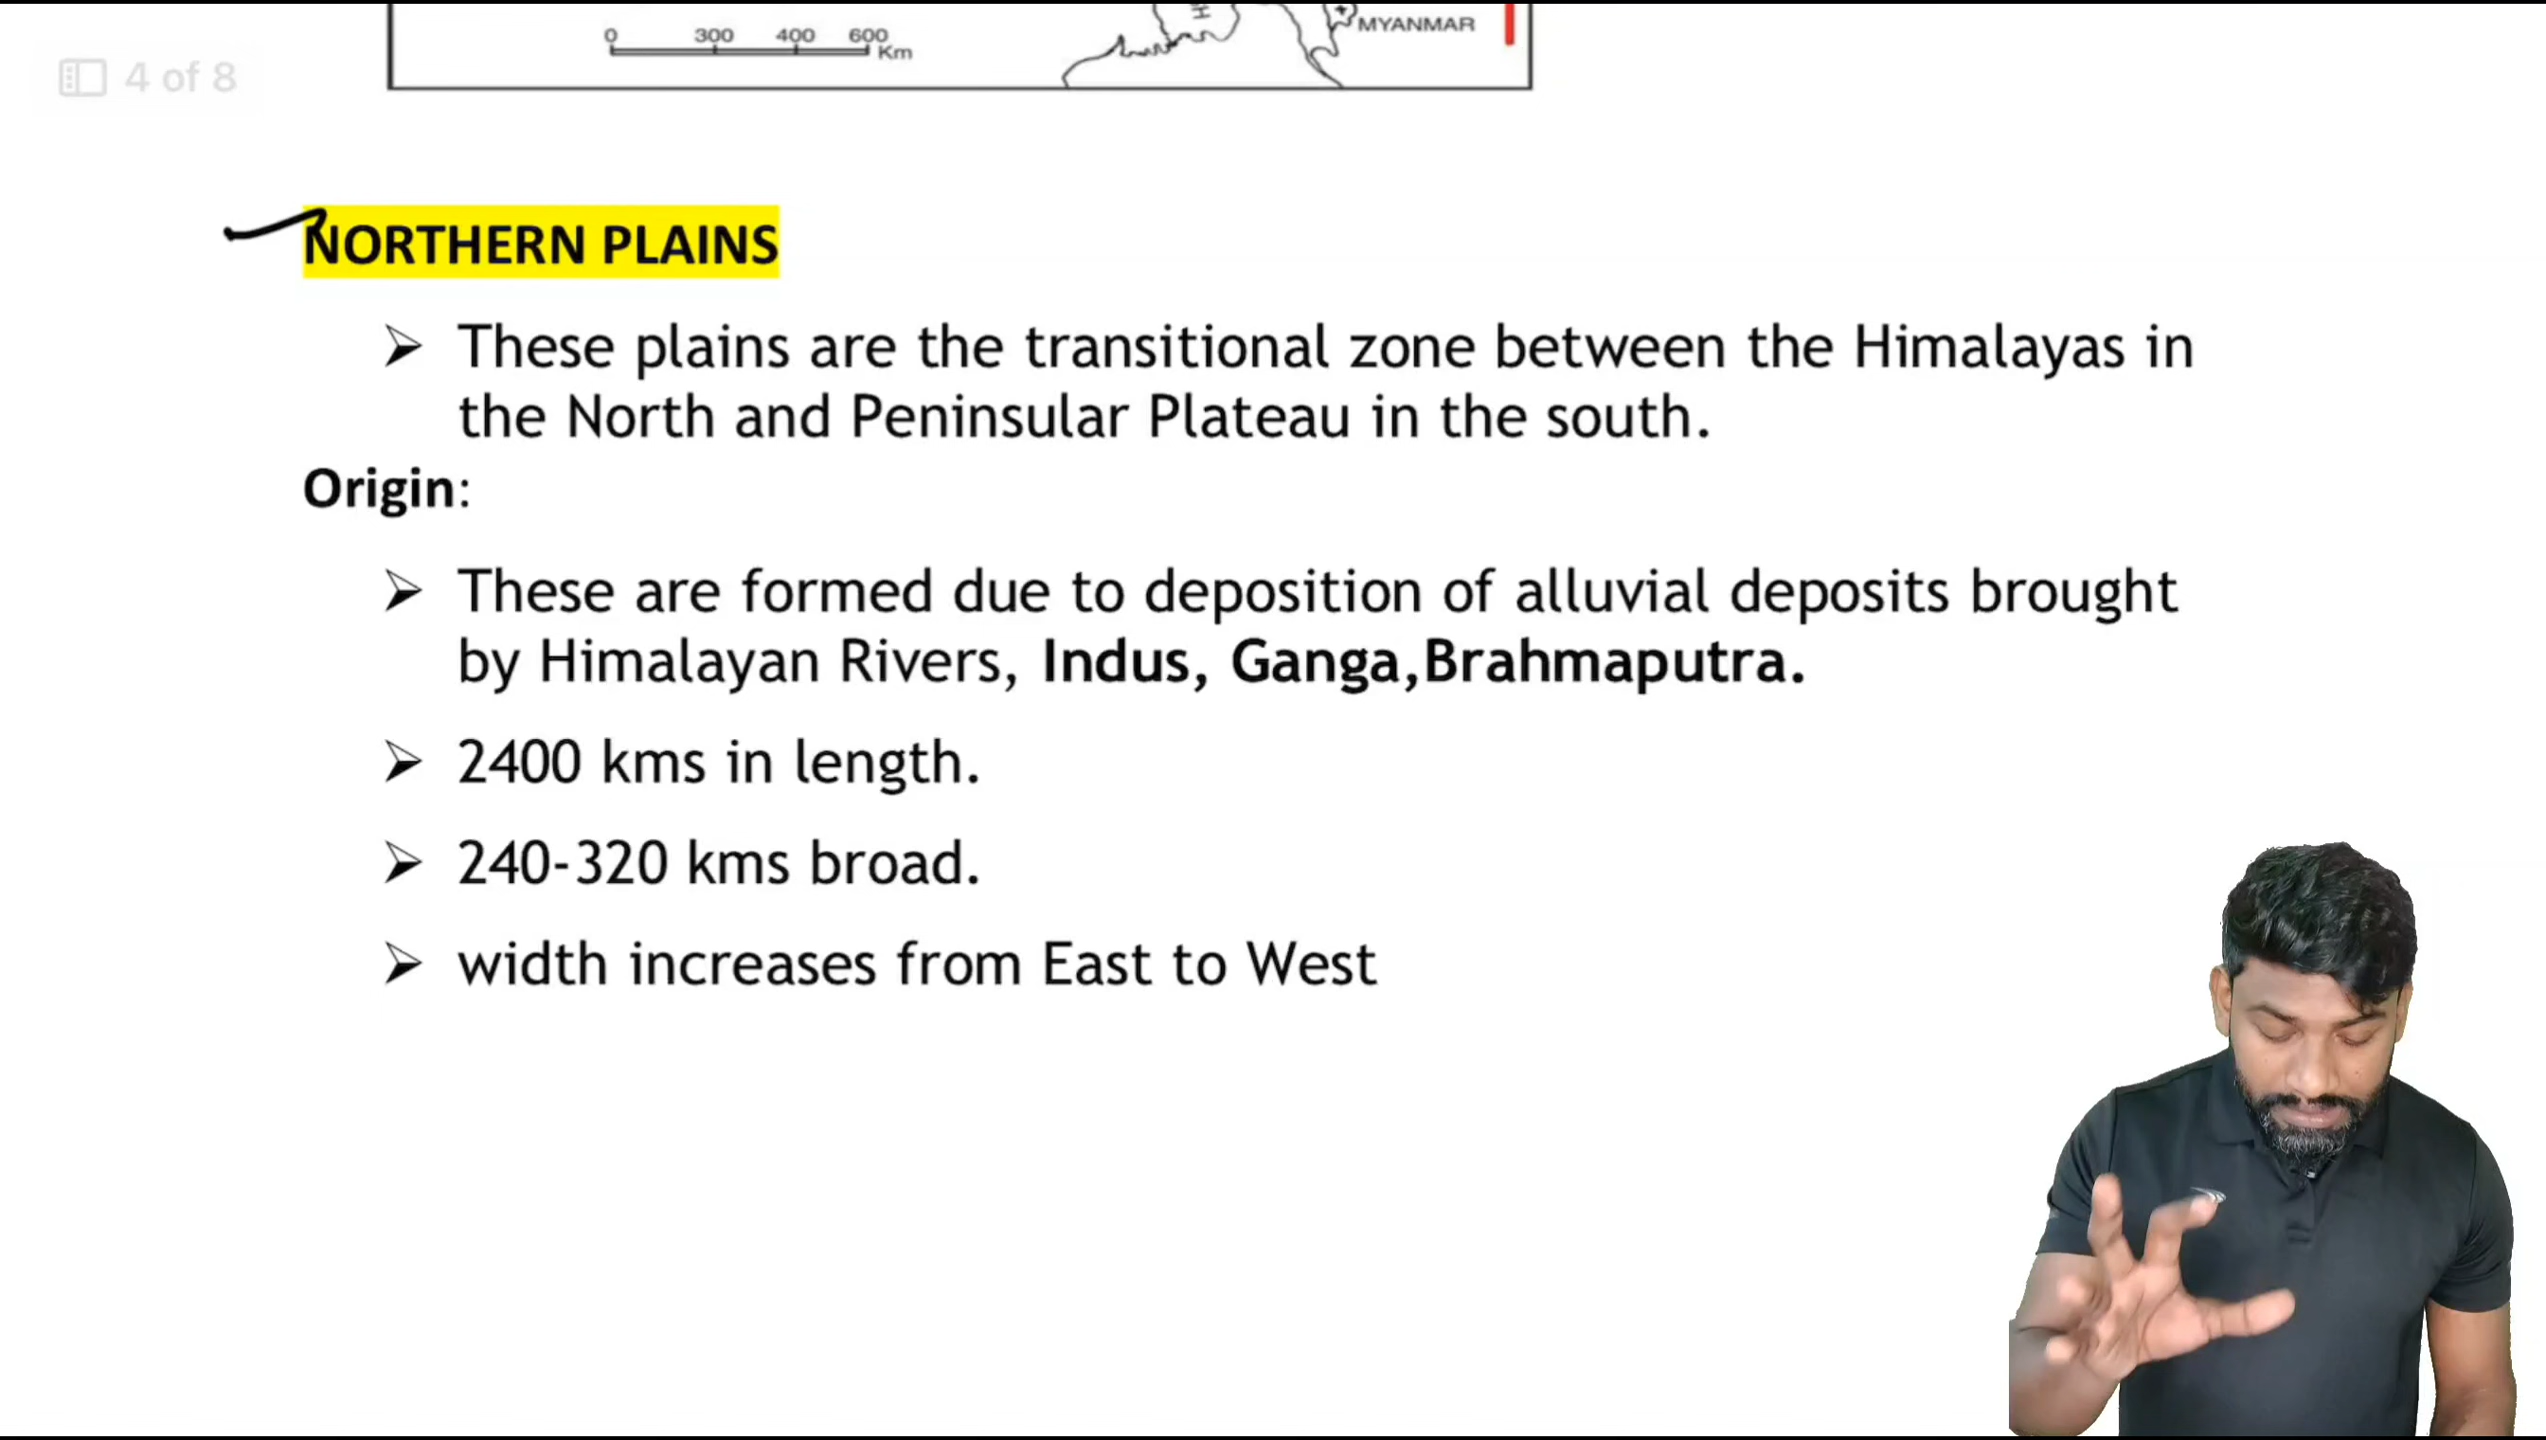 0 300 400 600 Km
MYANMAR
4 of 8
NORTHERN PLAINS
➢ These plains are the transitional zone between the Himalayas in
the North and Peninsular Plateau in the south.
Origin:
➢ These are formed due to deposition of alluvial deposits brought
by Himalayan Rivers, Indus, Ganga,Brahmaputra.
➢ 2400 kms in length.
➢ 240-320 kms broad.
➢ width increases from East to West